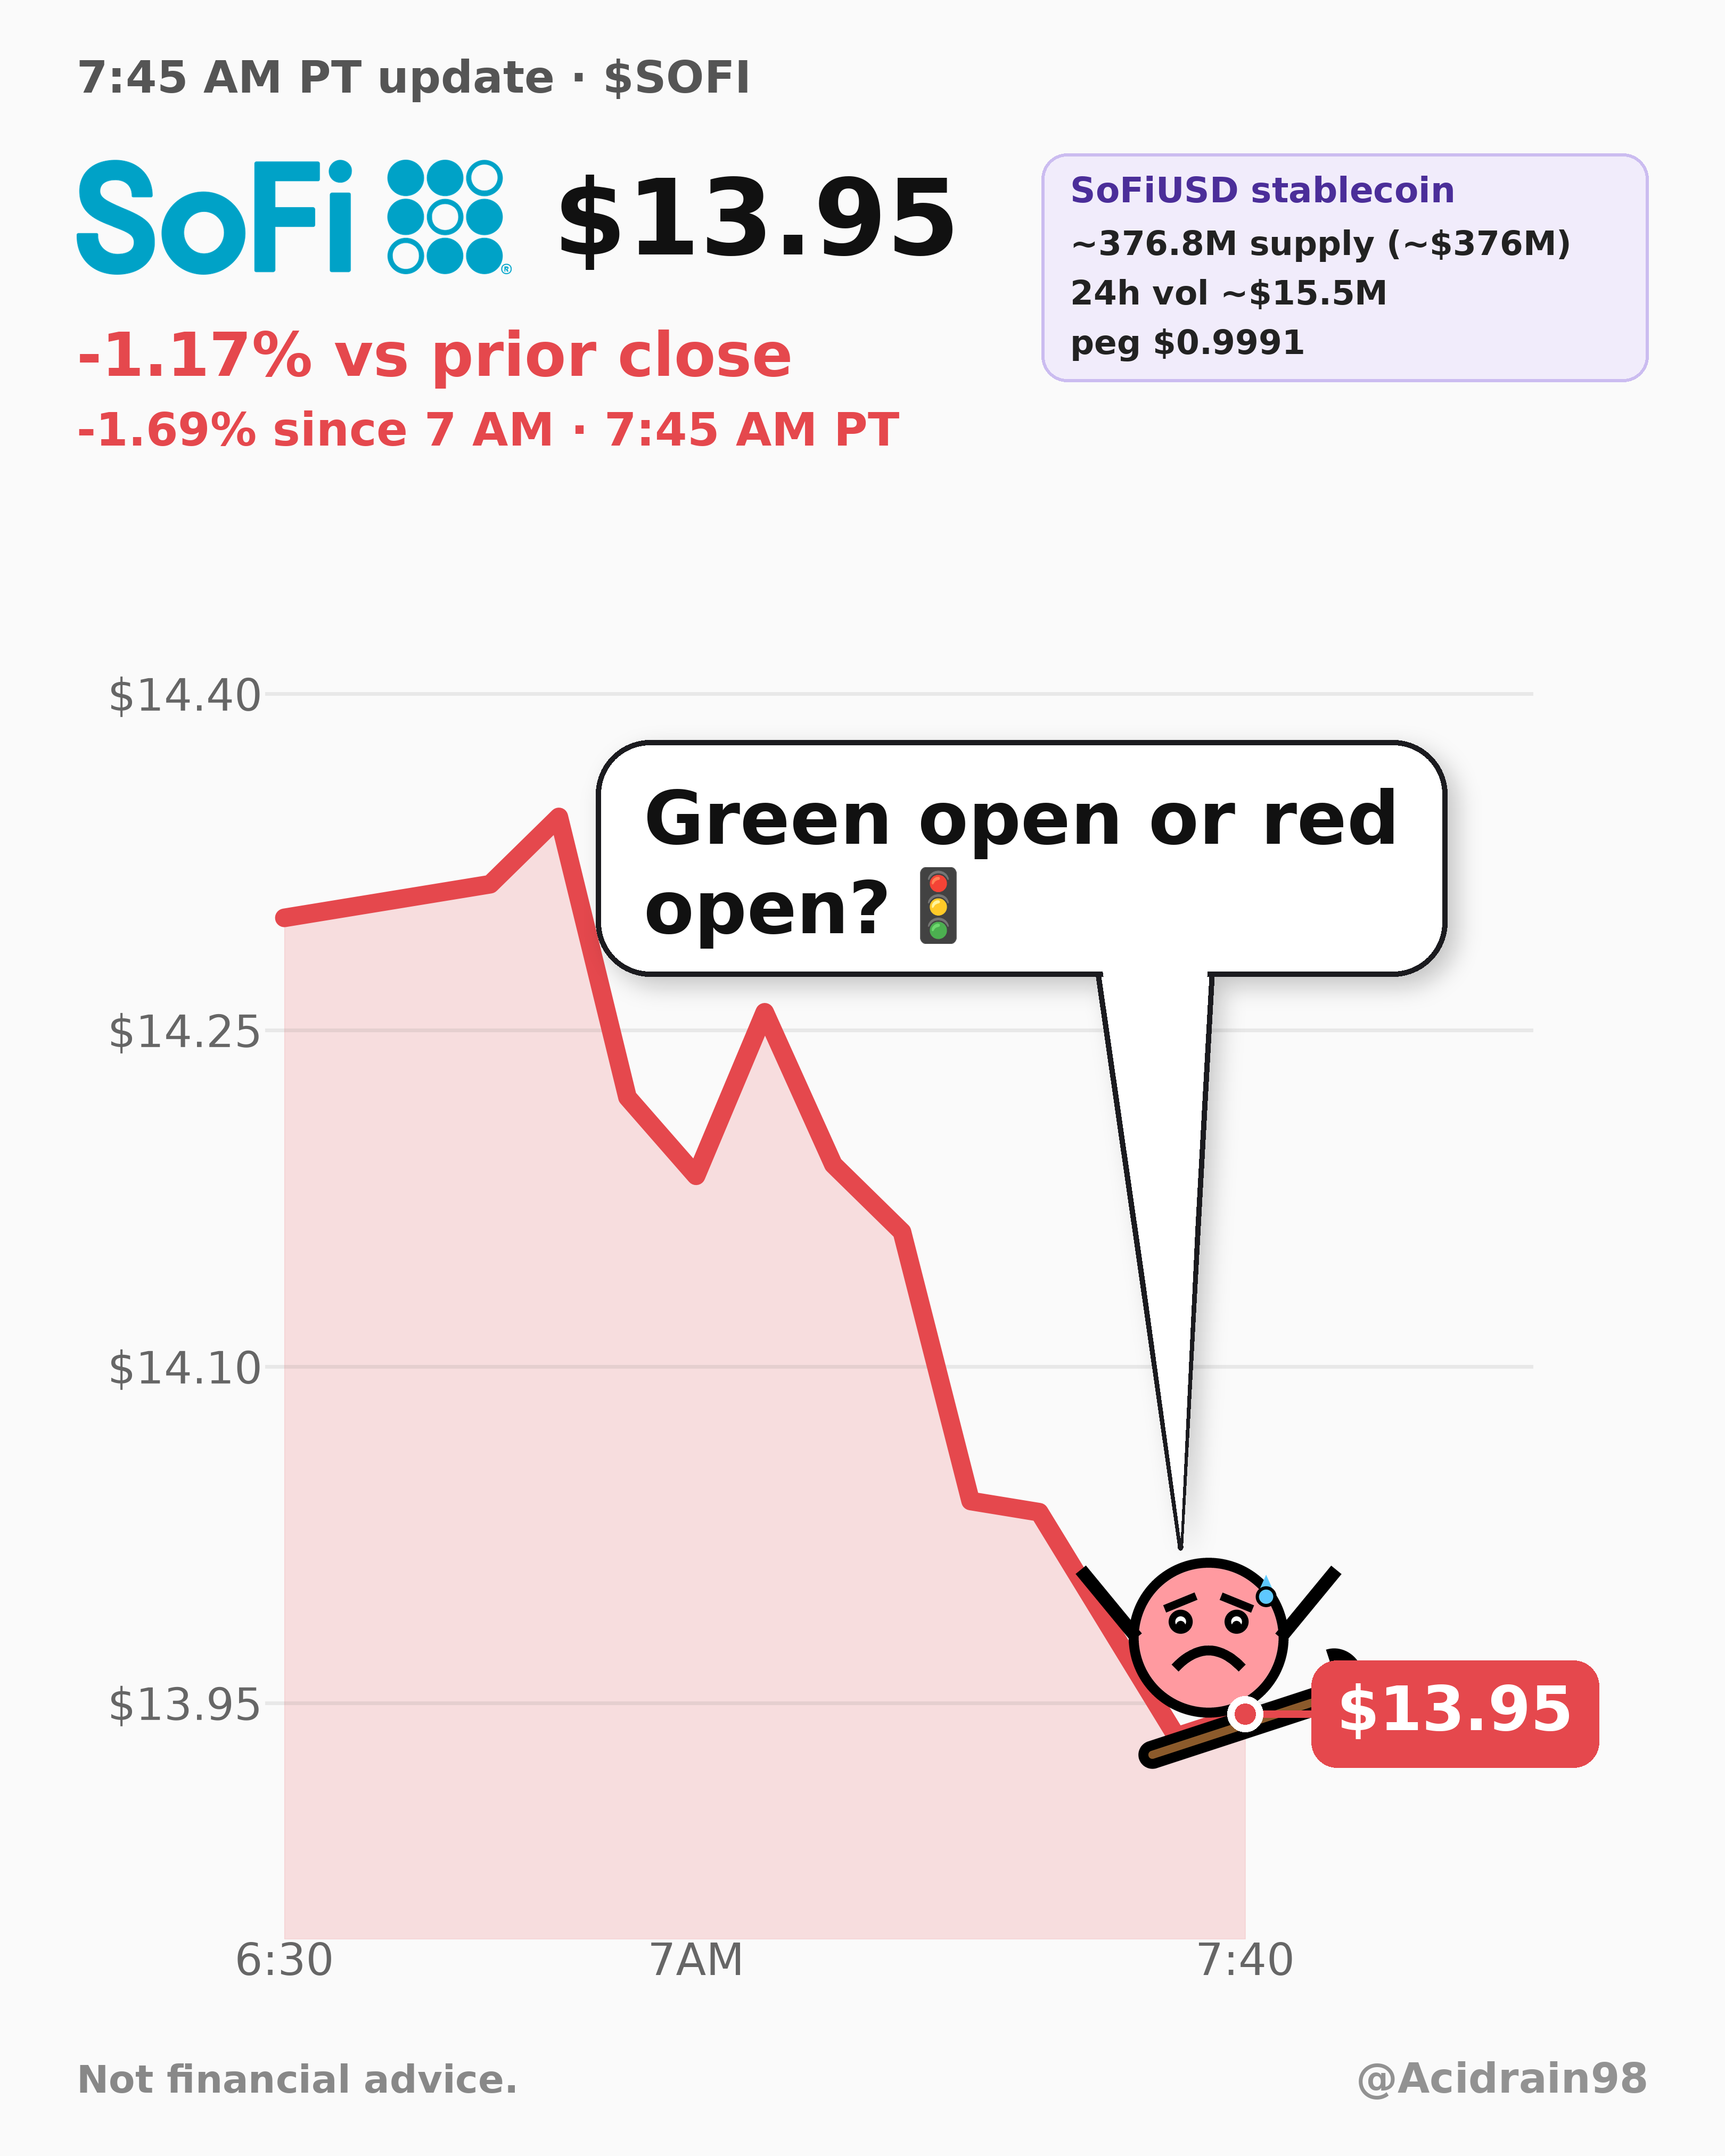 7:45 AM PT update · $SOFI
SoFi ®
$13.95
-1.17% vs prior close
-1.69% since 7 AM · 7:45 AM PT
SoFiUSD stablecoin
~376.8M supply (~$376M)
24h vol ~$15.5M
peg $0.9991
$14.40
Green open or red
open? 🚦
$14.25
$14.10
$13.95
$13.95
6:30
7AM
7:40
Not financial advice.
@Acidrain98